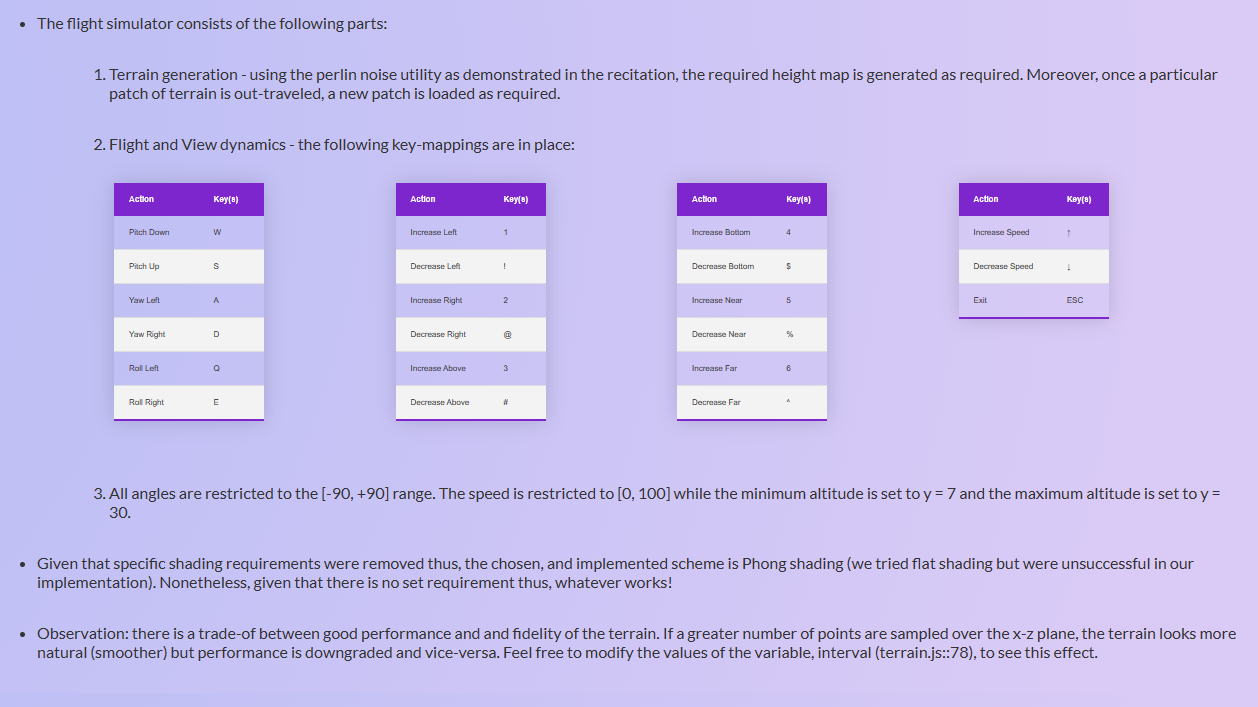 The flight simulator consists of the following parts:
1. Terrain generation - using the perlin noise utility as demonstrated in the recitation, the required height map is generated as required. Moreover, once a particular
patch of terrain is out-traveled, a new patch is loaded as required.
2. Flight and View dynamics - the following key-mappings are in place:
Action Key(s)
Pitch Down W
Pitch Up S
Yaw Left A
Yaw Right D
Roll Left Q
Roll Right E
Action Key(s)
Increase Left 1
Decrease Left !
Increase Right 2
Decrease Right @
Increase Above 3
Decrease Above #
Action Key(s)
Increase Bottom 4
Decrease Bottom $
Increase Near 5
Decrease Near %
Increase Far 6
Decrease Far ^
Action Key(s)
Increase Speed ↑
Decrease Speed ↓
Exit ESC
3. All angles are restricted to the [-90, +90] range. The speed is restricted to [0, 100] while the minimum altitude is set to y = 7 and the maximum altitude is set to y =
30.
Given that specific shading requirements were removed thus, the chosen, and implemented scheme is Phong shading (we tried flat shading but were unsuccessful in our
implementation). Nonetheless, given that there is no set requirement thus, whatever works!
Observation: there is a trade-of between good performance and and fidelity of the terrain. If a greater number of points are sampled over the x-z plane, the terrain looks more
natural (smoother) but performance is downgraded and vice-versa. Feel free to modify the values of the variable, interval (terrain.js::78), to see this effect.